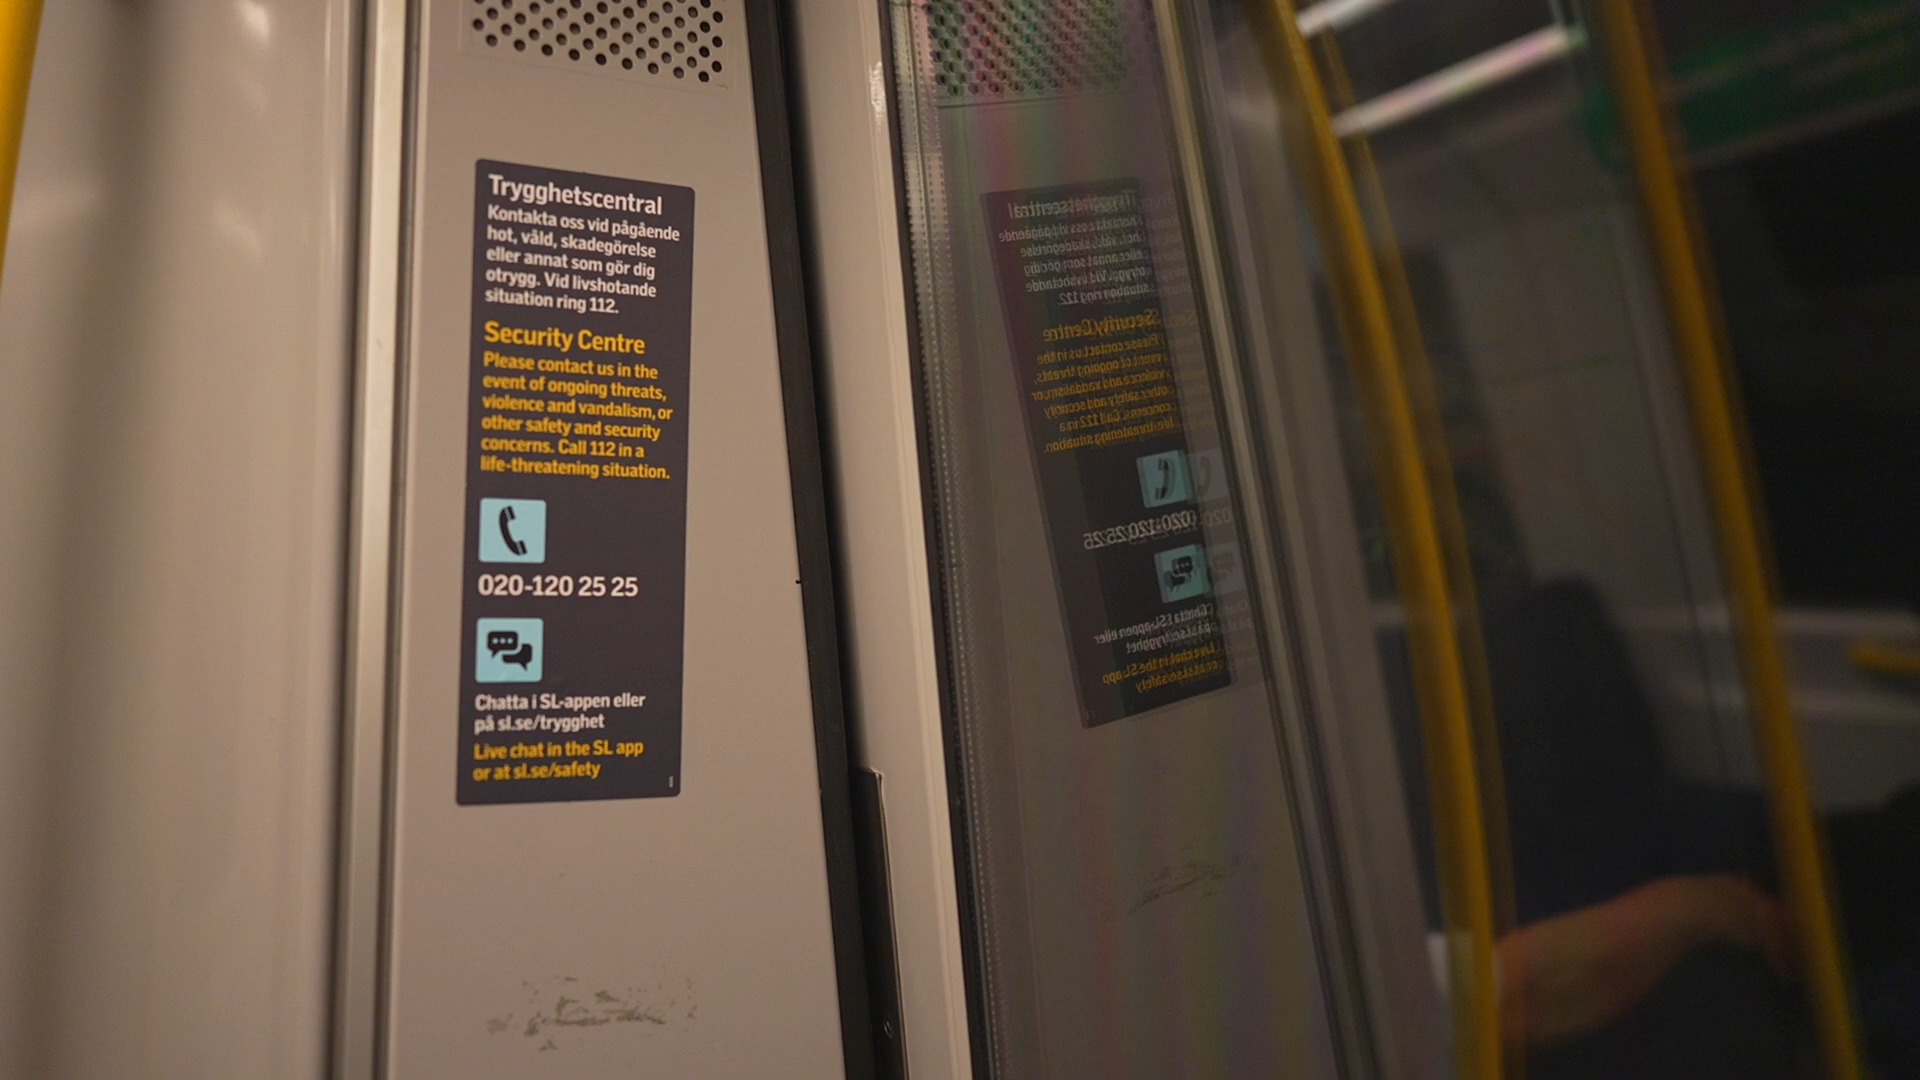 Trygghetscentral
Kontakta oss vid pågående
hot, våld, skadegörelse
eller annat som gör dig
otrygg. Vid livshotande
situation ring 112.
Security Centre
Please contact us in the
event of ongoing threats,
violence and vandalism, or
other safety and security
concerns. Call 112 in a
life-threatening situation.
020-120 25 25
Chatta i SL-appen eller
på sl.se/trygghet
Live chat in the SL app
or at sl.se/safety